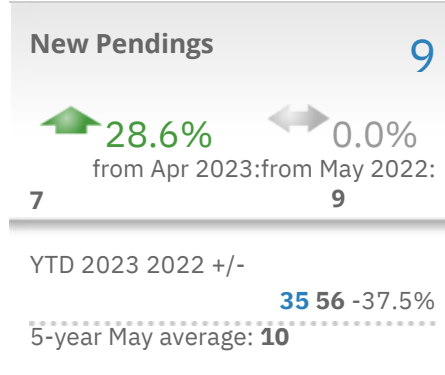 New Pendings 9
28.6% 0.0%
from Apr 2023:from May 2022:
7 9
YTD 2023 2022 +/-
35 56 -37.5%
5-year May average: 10